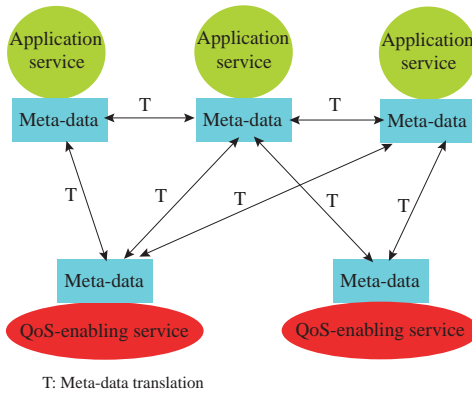 Application
service
Application
service
Application
service
Meta-data
T
Meta-data
T
Meta-data
T
T
T
T
T
Meta-data
Meta-data
QoS-enabling service
QoS-enabling service
T: Meta-data translation